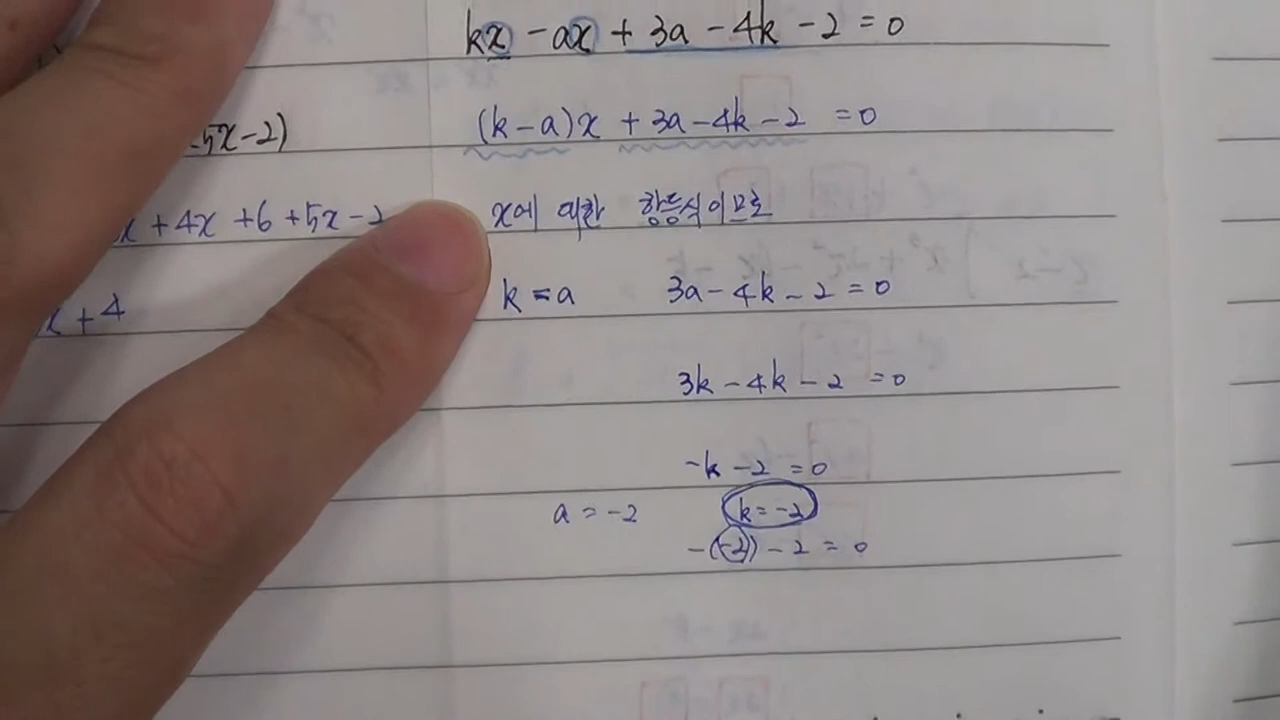 kx - ax + 3a - 4k - 2 = 0
5x - 2)
(k - a)x + 3a - 4k - 2 = 0
x + 4x + 6 + 5x - 2
x에 대한 항등식이므로
x + 4
k = a 3a - 4k - 2 = 0
3k - 4k - 2 = 0
-k - 2 = 0
a = -2 k = -2
-(-2) - 2 = 0